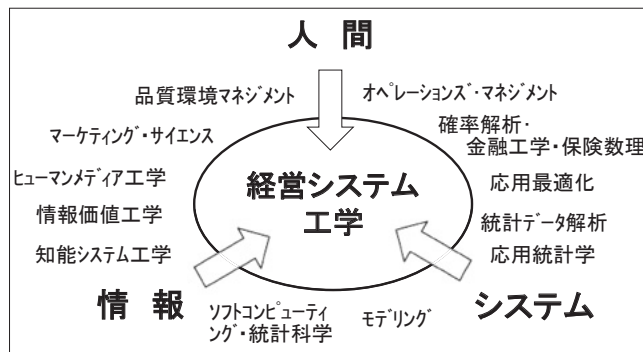 人 間
品質環境マネジメント
オペレーションズ・マネジメント
マーケティング・サイエンス
確率解析・
金融工学・保険数理
ヒューマンメディア工学
経営システム
工学
応用最適化
情報価値工学
統計データ解析
知能システム工学
応用統計学
情 報
ソフトコンピューティ
ング・統計科学
モデリング
システム